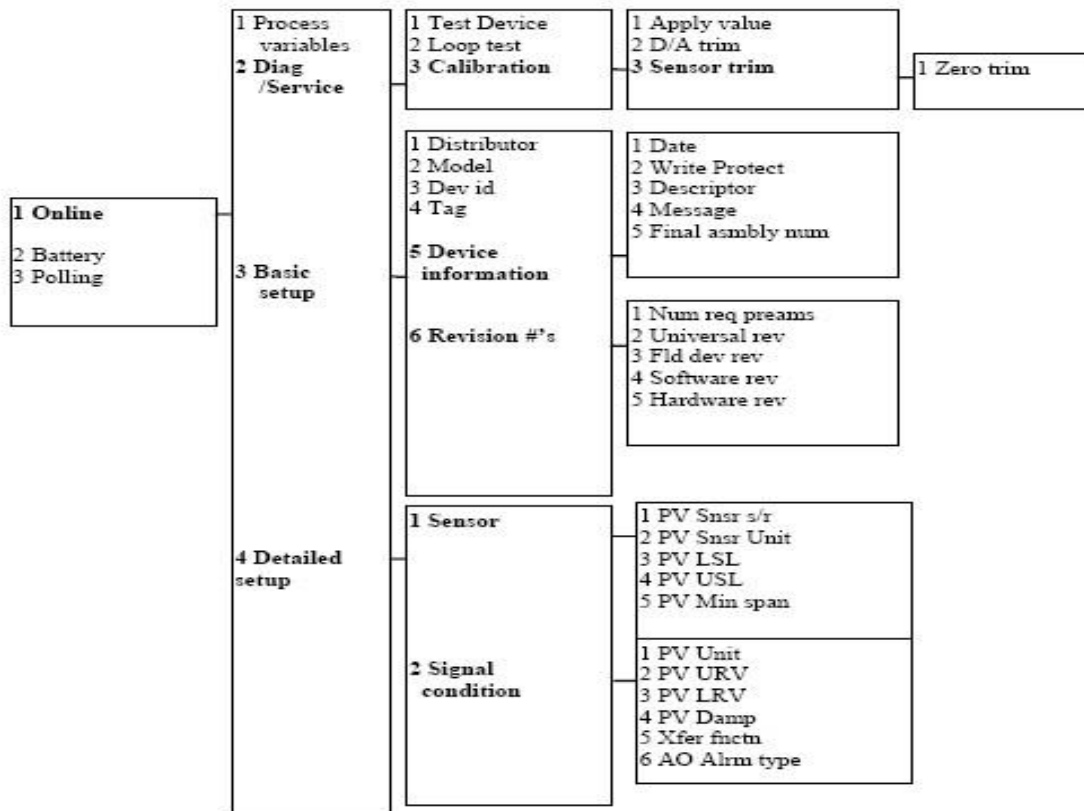 1 Online
2 Battery
3 Polling
1 Process
variables
2 Diag
/Service
3 Basic
setup
4 Detailed
setup
1 Test Device
2 Loop test
3 Calibration
1 Apply value
2 D/A trim
3 Sensor trim
1 Zero trim
1 Distributor
2 Model
3 Dev id
4 Tag
5 Device
information
6 Revision #'s
1 Date
2 Write Protect
3 Descriptor
4 Message
5 Final asmbly num
1 Num req preams
2 Universal rev
3 Fld dev rev
4 Software rev
5 Hardware rev
1 Sensor
2 Signal
condition
1 PV Snsr s/r
2 PV Snsr Unit
3 PV LSL
4 PV USL
5 PV Min span
1 PV Unit
2 PV URV
3 PV LRV
4 PV Damp
5 Xfer fnctn
6 AO Alrm type